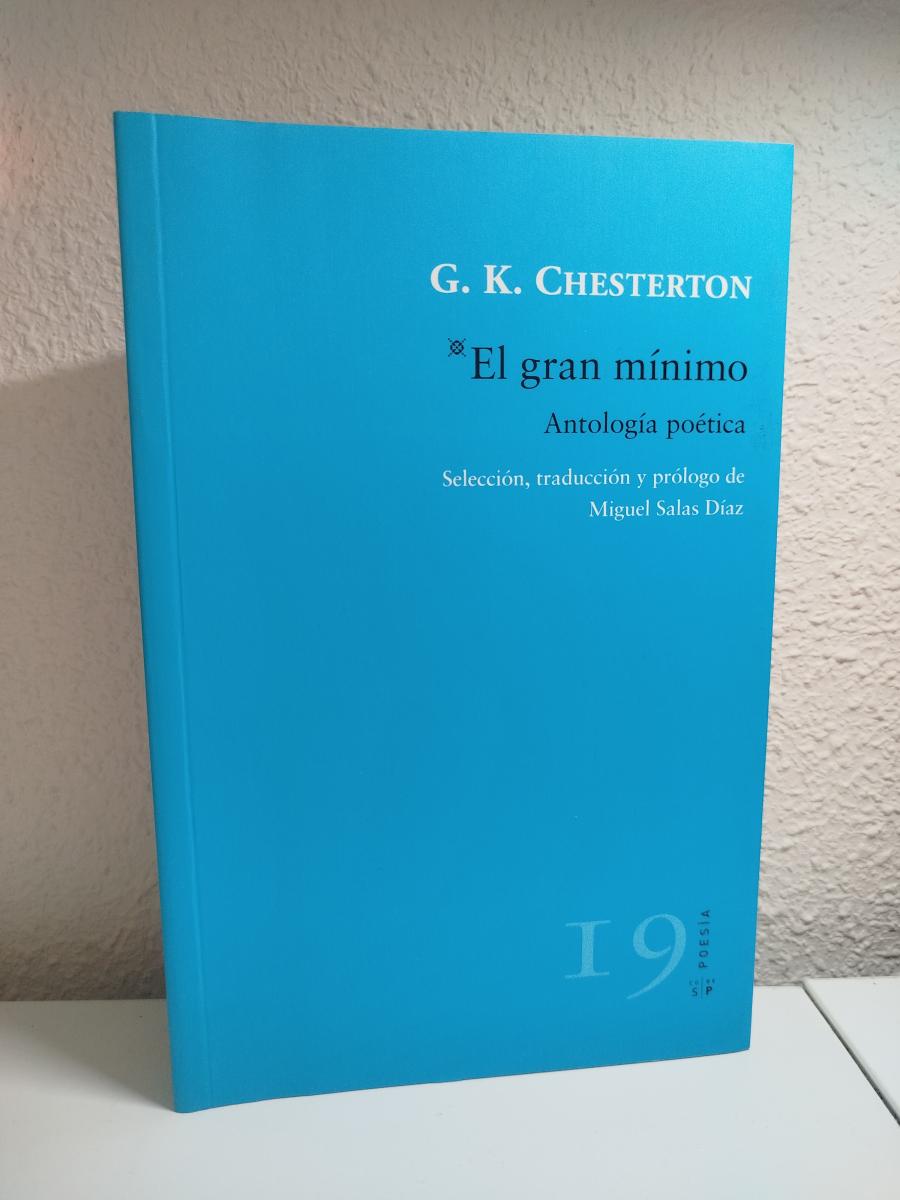 G. K. CHESTERTON
El gran mínimo
Antología poética
Selección, traducción y prólogo de
Miguel Salas Díaz
19
POESÍA
S P